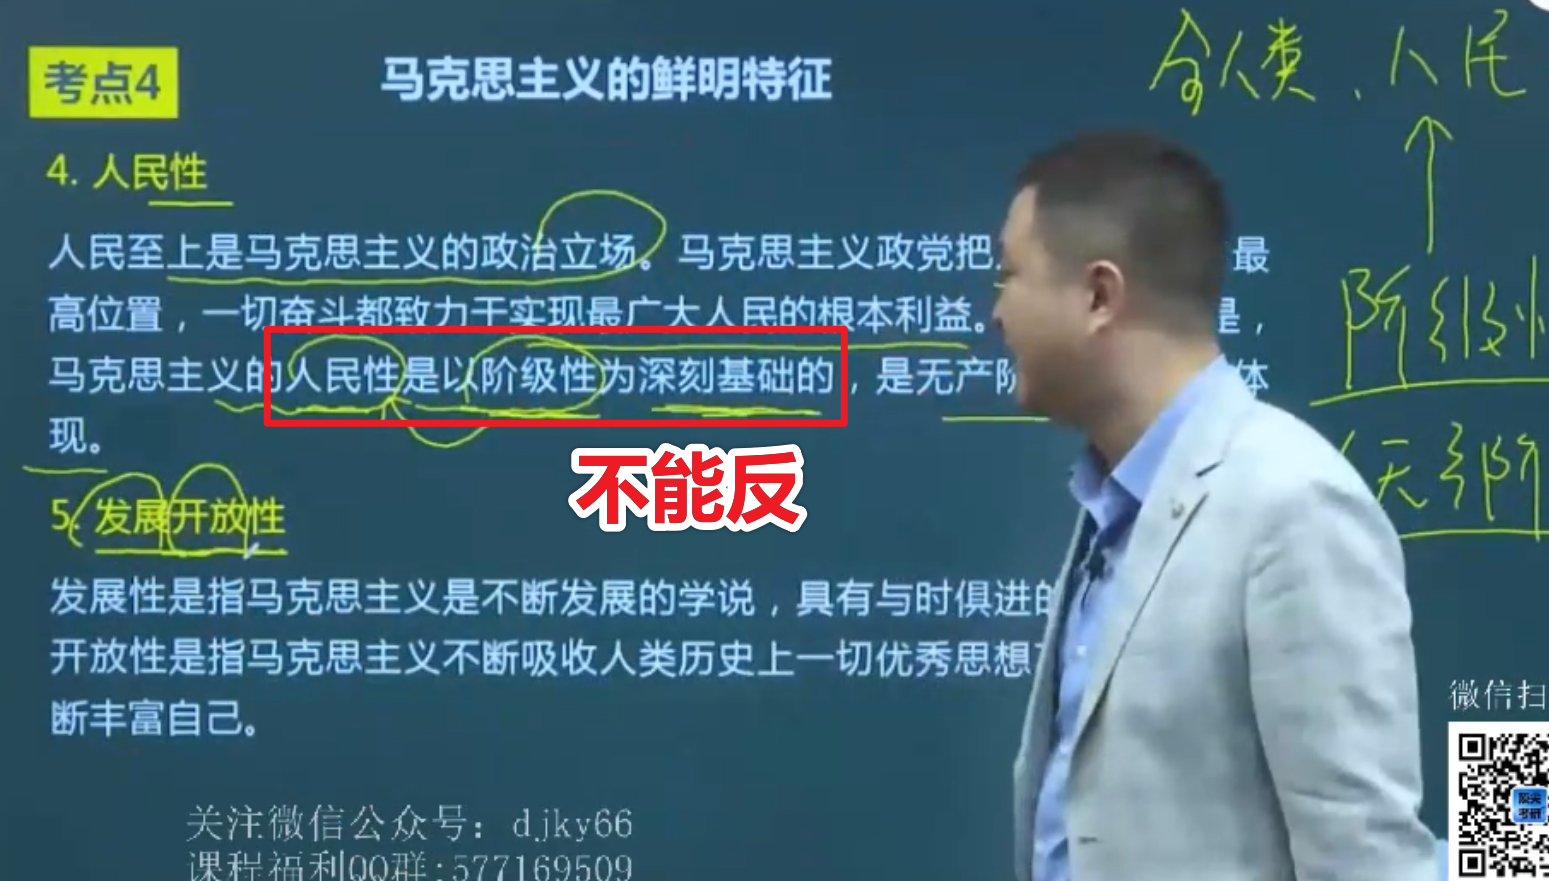 全人类、人民
考点4
马克思主义的鲜明特征
4. 人民性
人民至上是马克思主义的政治立场。马克思主义政党把 最
高位置，一切奋斗都致力于实现最广大人民的根本利益。 是，
马克思主义的人民性是以阶级性为深刻基础的，是无产阶 体
现。
阶级性
无产阶
不能反
5. 发展开放性
发展性是指马克思主义是不断发展的学说，具有与时俱进的
开放性是指马克思主义不断吸收人类历史上一切优秀思想
断丰富自己。
微信扫
顶尖
考研
关注微信公众号：djky66
课程福利QQ群:577169509